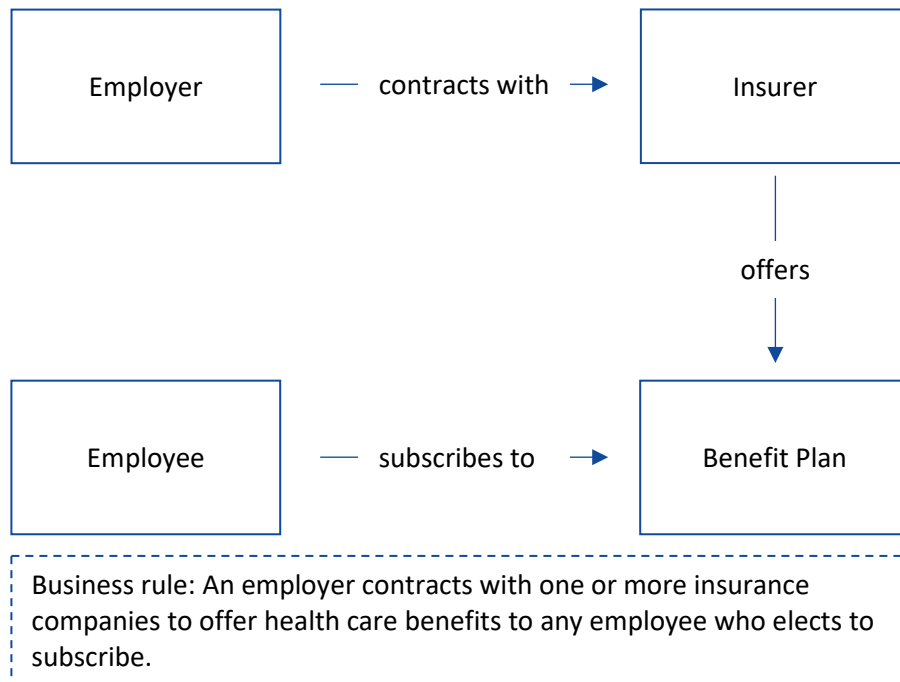 Employer
contracts with
Insurer
offers
Employee
subscribes to
Benefit Plan
Business rule: An employer contracts with one or more insurance
companies to offer health care benefits to any employee who elects to
subscribe.